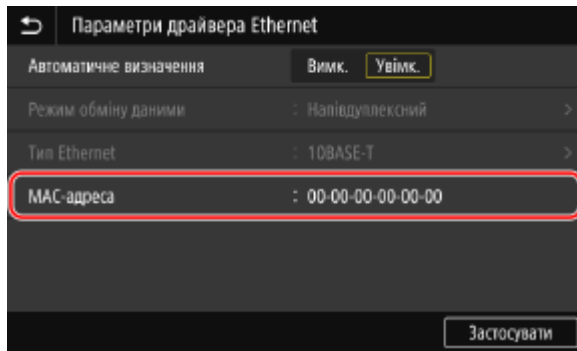 Параметри драйвера Ethernet
Автоматичне визначення Вимк. Увімк.
Режим обміну даними : Напівдуплексний
Тип Ethernet : 10BASE-T
MAC-адреса : 00-00-00-00-00-00
Застосувати